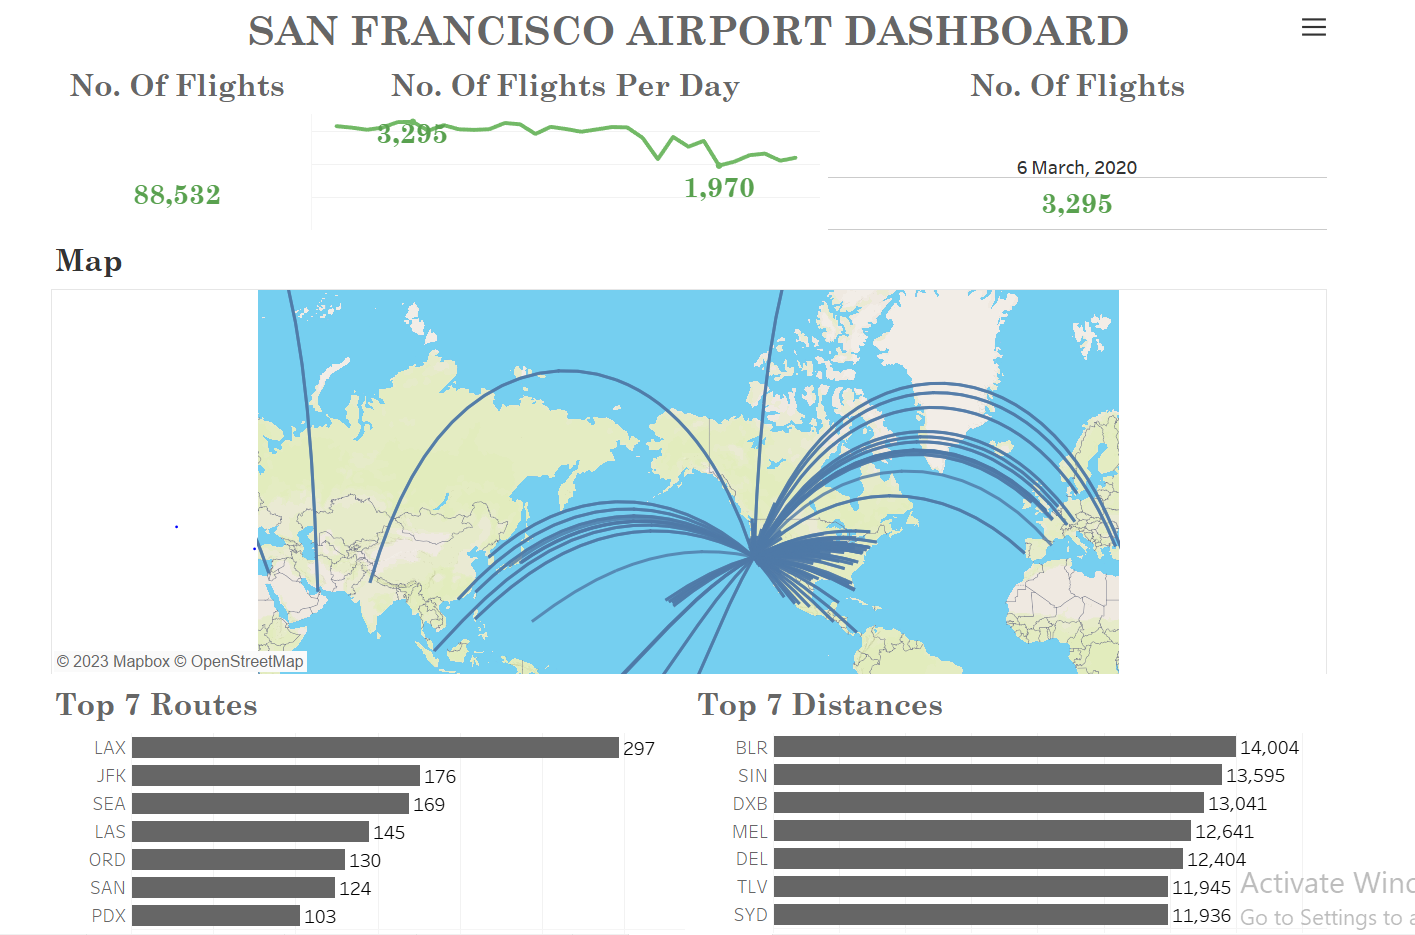 SAN FRANCISCO AIRPORT DASHBOARD
No. Of Flights
No. Of Flights Per Day
No. Of Flights
3,295
1,970
88,532
6 March, 2020
3,295
Map
© 2023 Mapbox © OpenStreetMap
Top 7 Routes
LAX 297
JFK 176
SEA 169
LAS 145
ORD 130
SAN 124
PDX 103
Top 7 Distances
BLR 14,004
SIN 13,595
DXB 13,041
MEL 12,641
DEL 12,404
TLV 11,945
SYD 11,936
Activate Wind
Go to Settings to a